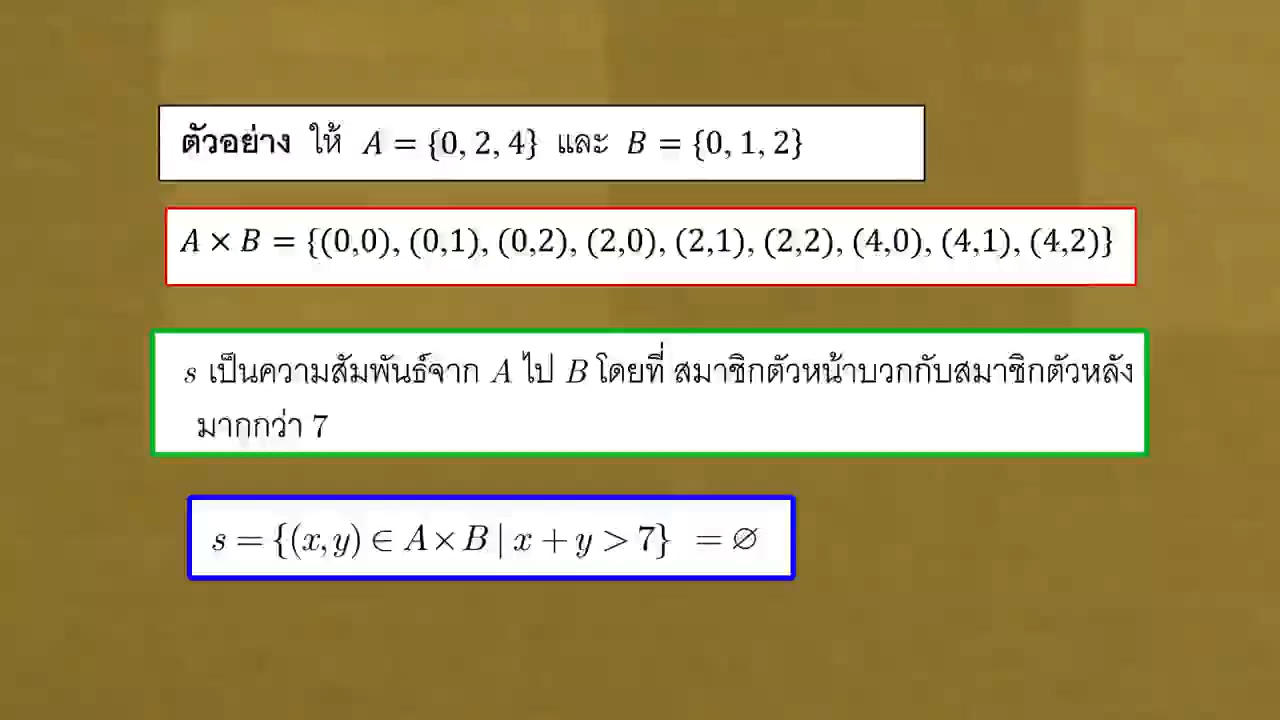 ตัวอย่าง ให้ A = {0, 2, 4} และ B = {0, 1, 2}
A × B = {(0,0), (0,1), (0,2), (2,0), (2,1), (2,2), (4,0), (4,1), (4,2)}
s เป็นความสัมพันธ์จาก A ไป B โดยที่ สมาชิกตัวหน้าบวกกับสมาชิกตัวหลัง
มากกว่า 7
s = {(x, y) ∈ A × B | x + y > 7} = ∅